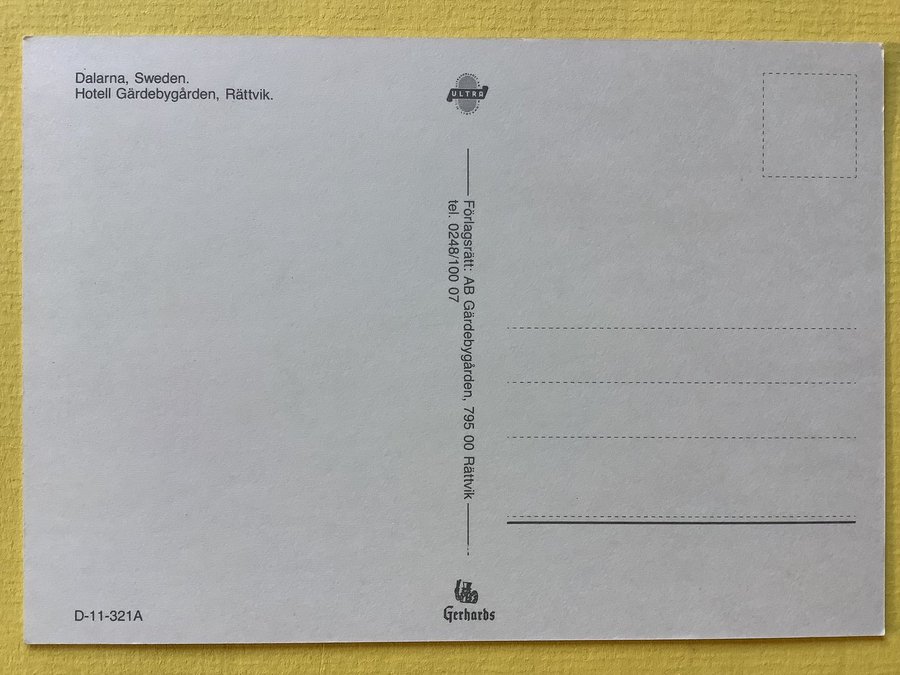 Dalarna, Sweden.
Hotell Gärdebygården, Rättvik.
ULTRA
Förlagsrätt: AB Gärdebygården, 795 00 Rättvik
tel. 0248/100 07
D-11-321A
Gerhards